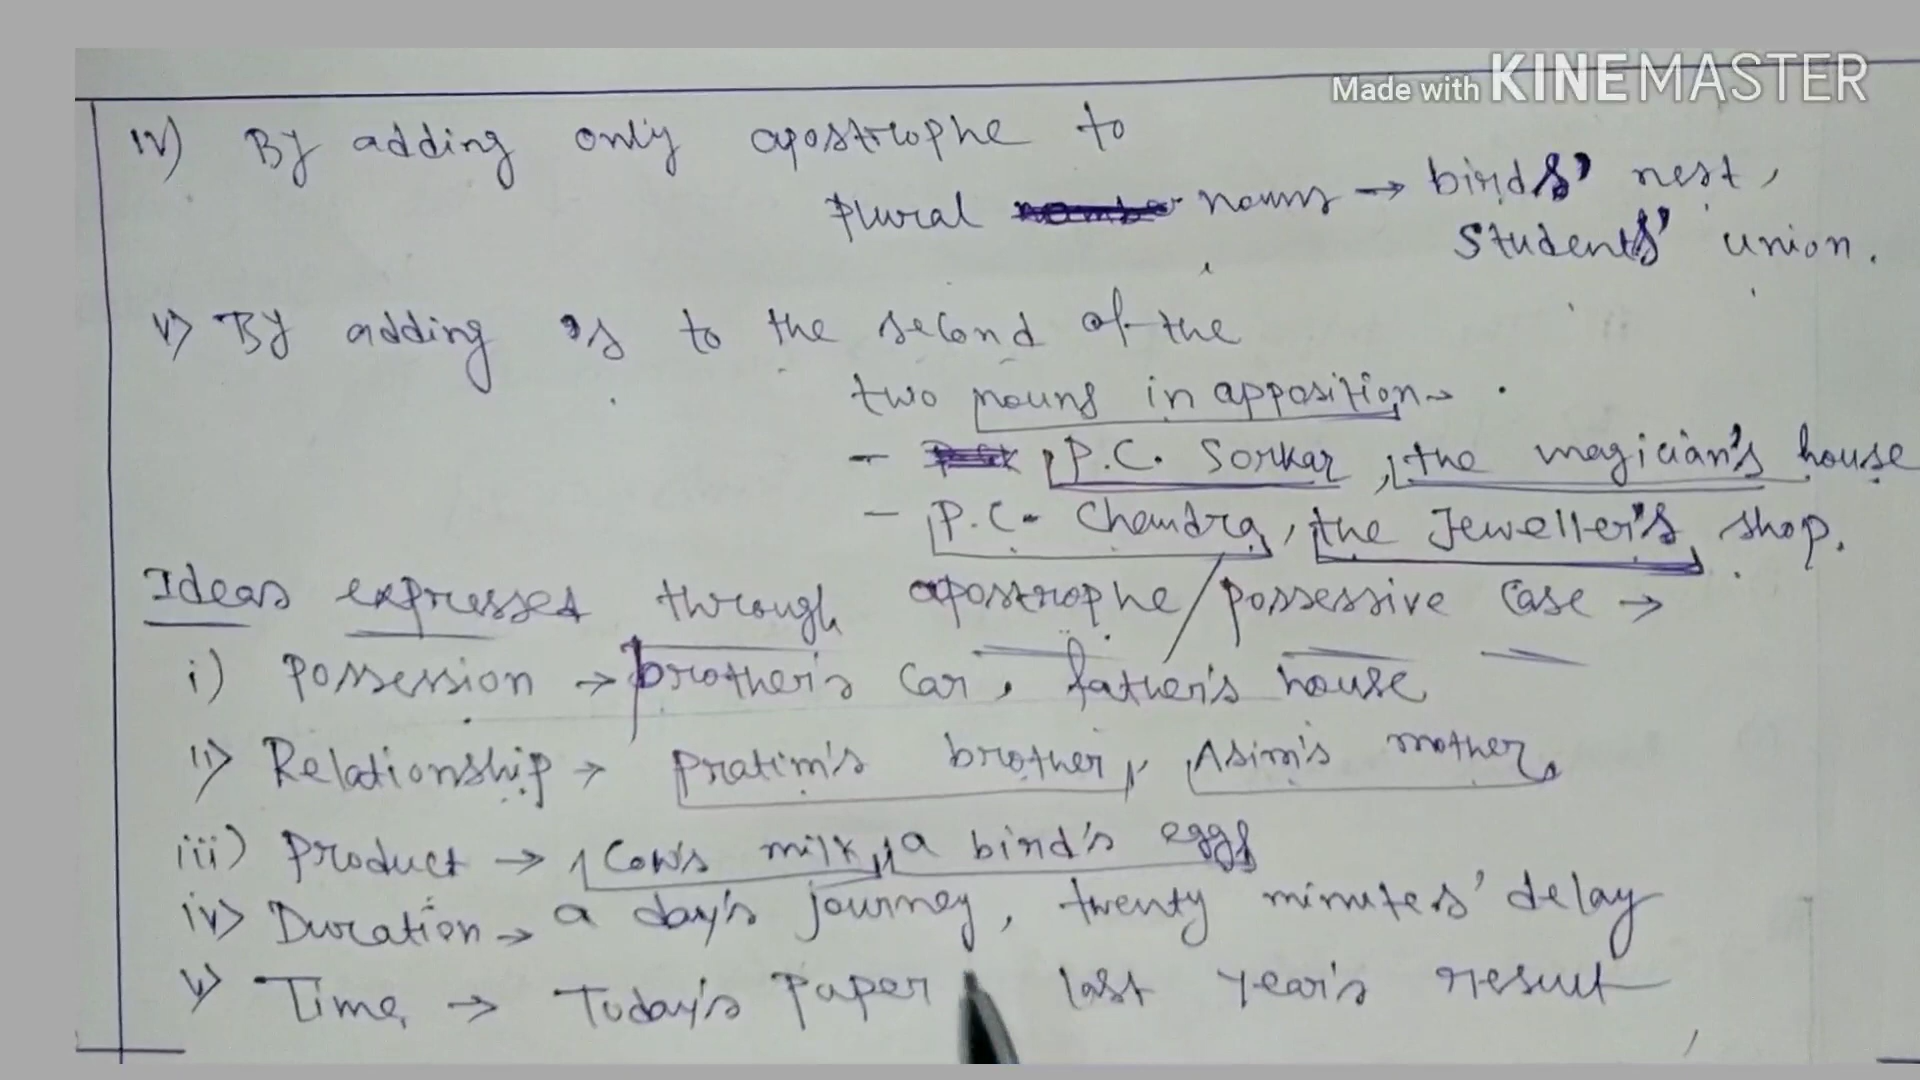 Made with KINEMASTER
iv) By adding only apostrophe to
plural nouns → birds' nest,
students' union.
v) By adding 's to the second of the
two nouns in apposition→
- P.C. Sorkar, the magician's house
- P.C. Chandra, the Jeweller's shop.
Ideas expresses through apostrophe/possessive case →
i) Possession → brother's car, father's house
ii) Relationship → Pratim's brother, Asim's mother,
iii) Product → Cow's milk, a bird's eggs
iv) Duration → a day's journey, twenty minutes' delay
v) Time, → Today's Paper last year's result